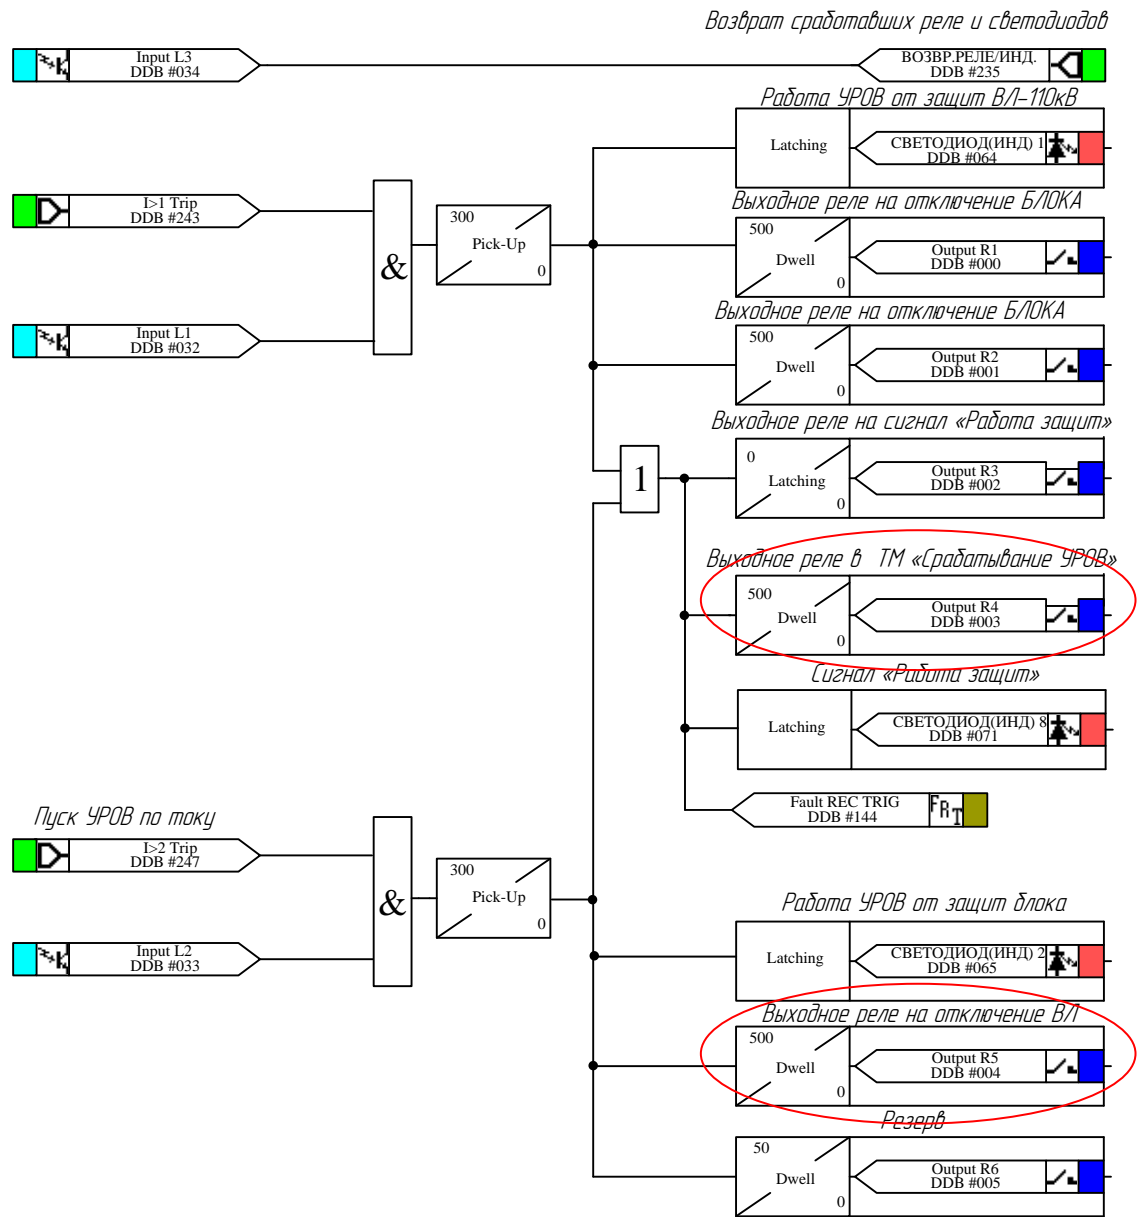 Возврат сработавших реле и светодиодов
Input L3
DDB #034
ВОЗВР.РЕЛЕ/ИНД.
DDB #235
Работа УРОВ от защит ВЛ-110кВ
Latching
СВЕТОДИОД(ИНД) 1
DDB #064
I>1 Trip
DDB #243
&
300
Pick-Up
0
Выходное реле на отключение БЛОКА
500
Dwell
0
Output R1
DDB #000
Input L1
DDB #032
Выходное реле на отключение БЛОКА
500
Dwell
0
Output R2
DDB #001
Выходное реле на сигнал «Работа защит»
1
0
Latching
0
Output R3
DDB #002
Выходное реле в ТМ «Срабатывание УРОВ»
500
Dwell
0
Output R4
DDB #003
Сигнал «Работа защит»
Latching
СВЕТОДИОД(ИНД) 8
DDB #071
Fault REC TRIG
DDB #144
FRT
Пуск УРОВ по току
I>2 Trip
DDB #247
&
300
Pick-Up
0
Input L2
DDB #033
Работа УРОВ от защит блока
Latching
СВЕТОДИОД(ИНД) 2
DDB #065
Выходное реле на отключение ВЛ
500
Dwell
0
Output R5
DDB #004
Резерв
50
Dwell
0
Output R6
DDB #005